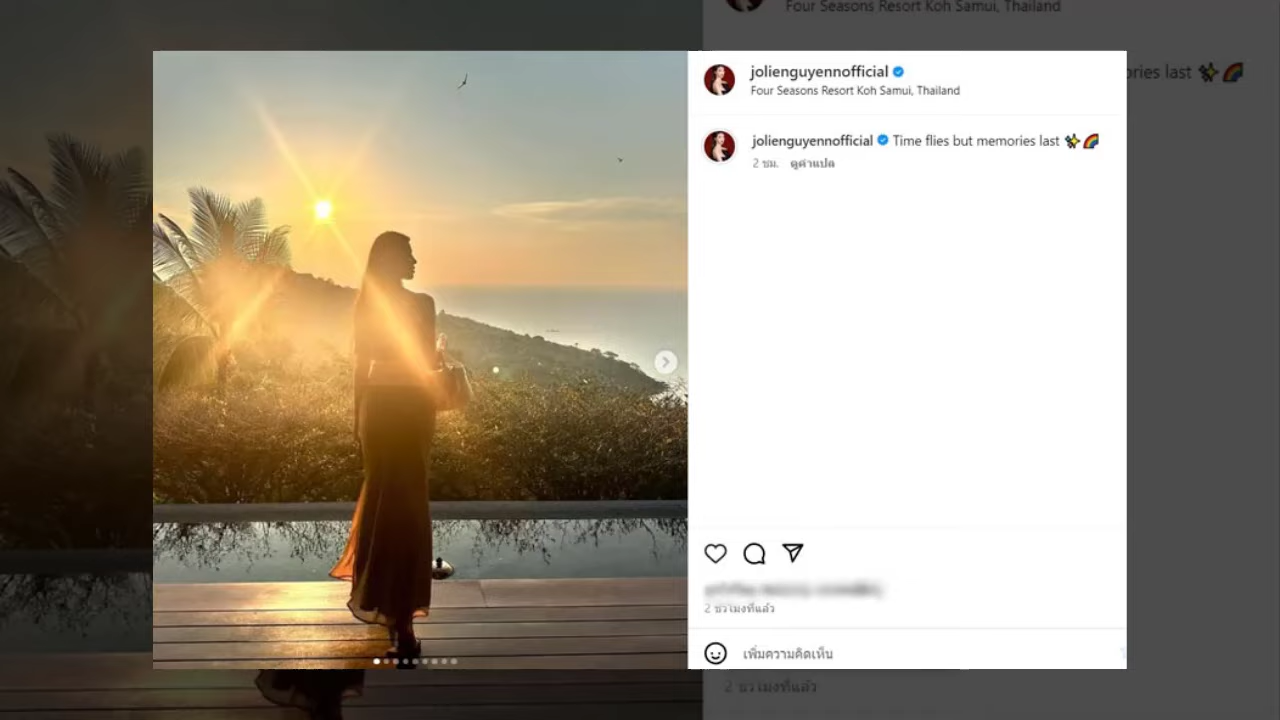 Four Seasons Resort Koh Samui, Thailand
jolienguyennofficial
Four Seasons Resort Koh Samui, Thailand
ories last ✨🌈
jolienguyennofficial Time flies but memories last ✨🌈
2 ชม. ดูคำแปล
2 ชั่วโมงที่แล้ว
เพิ่มความคิดเห็น
2 ชั่วโมงที่แล้ว